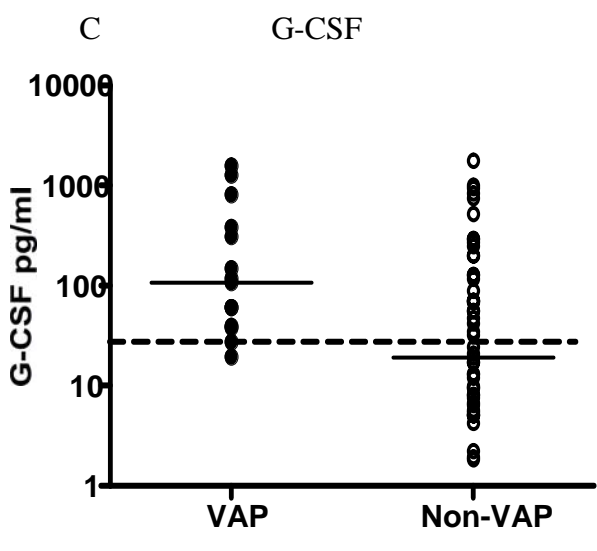 C G-CSF
10000
1000
100
10
1
G-CSF pg/ml
VAP Non-VAP